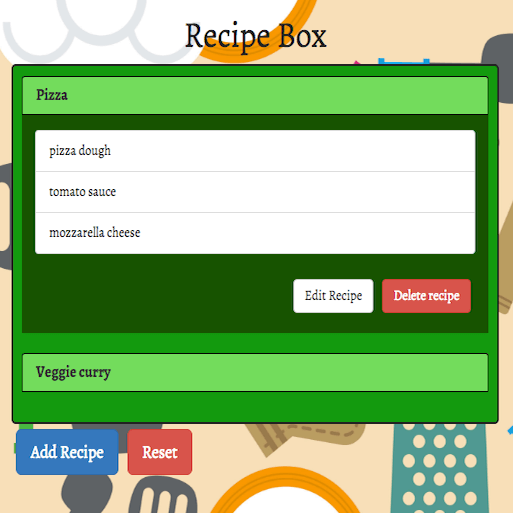 Recipe Box
Pizza
pizza dough
tomato sauce
mozzarella cheese
Edit Recipe
Delete recipe
Veggie curry
Add Recipe
Reset